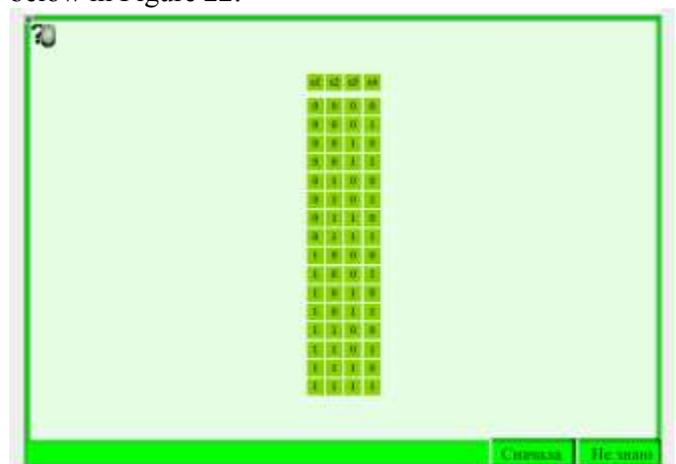 below in Figure 22.
x1 x2 x3 x4
0 0 0 0
0 0 0 1
0 0 1 0
0 0 1 1
0 1 0 0
0 1 0 1
0 1 1 0
0 1 1 1
1 0 0 0
1 0 0 1
1 0 1 0
1 0 1 1
1 1 0 0
1 1 0 1
1 1 1 0
1 1 1 1
Сначала Не знаю